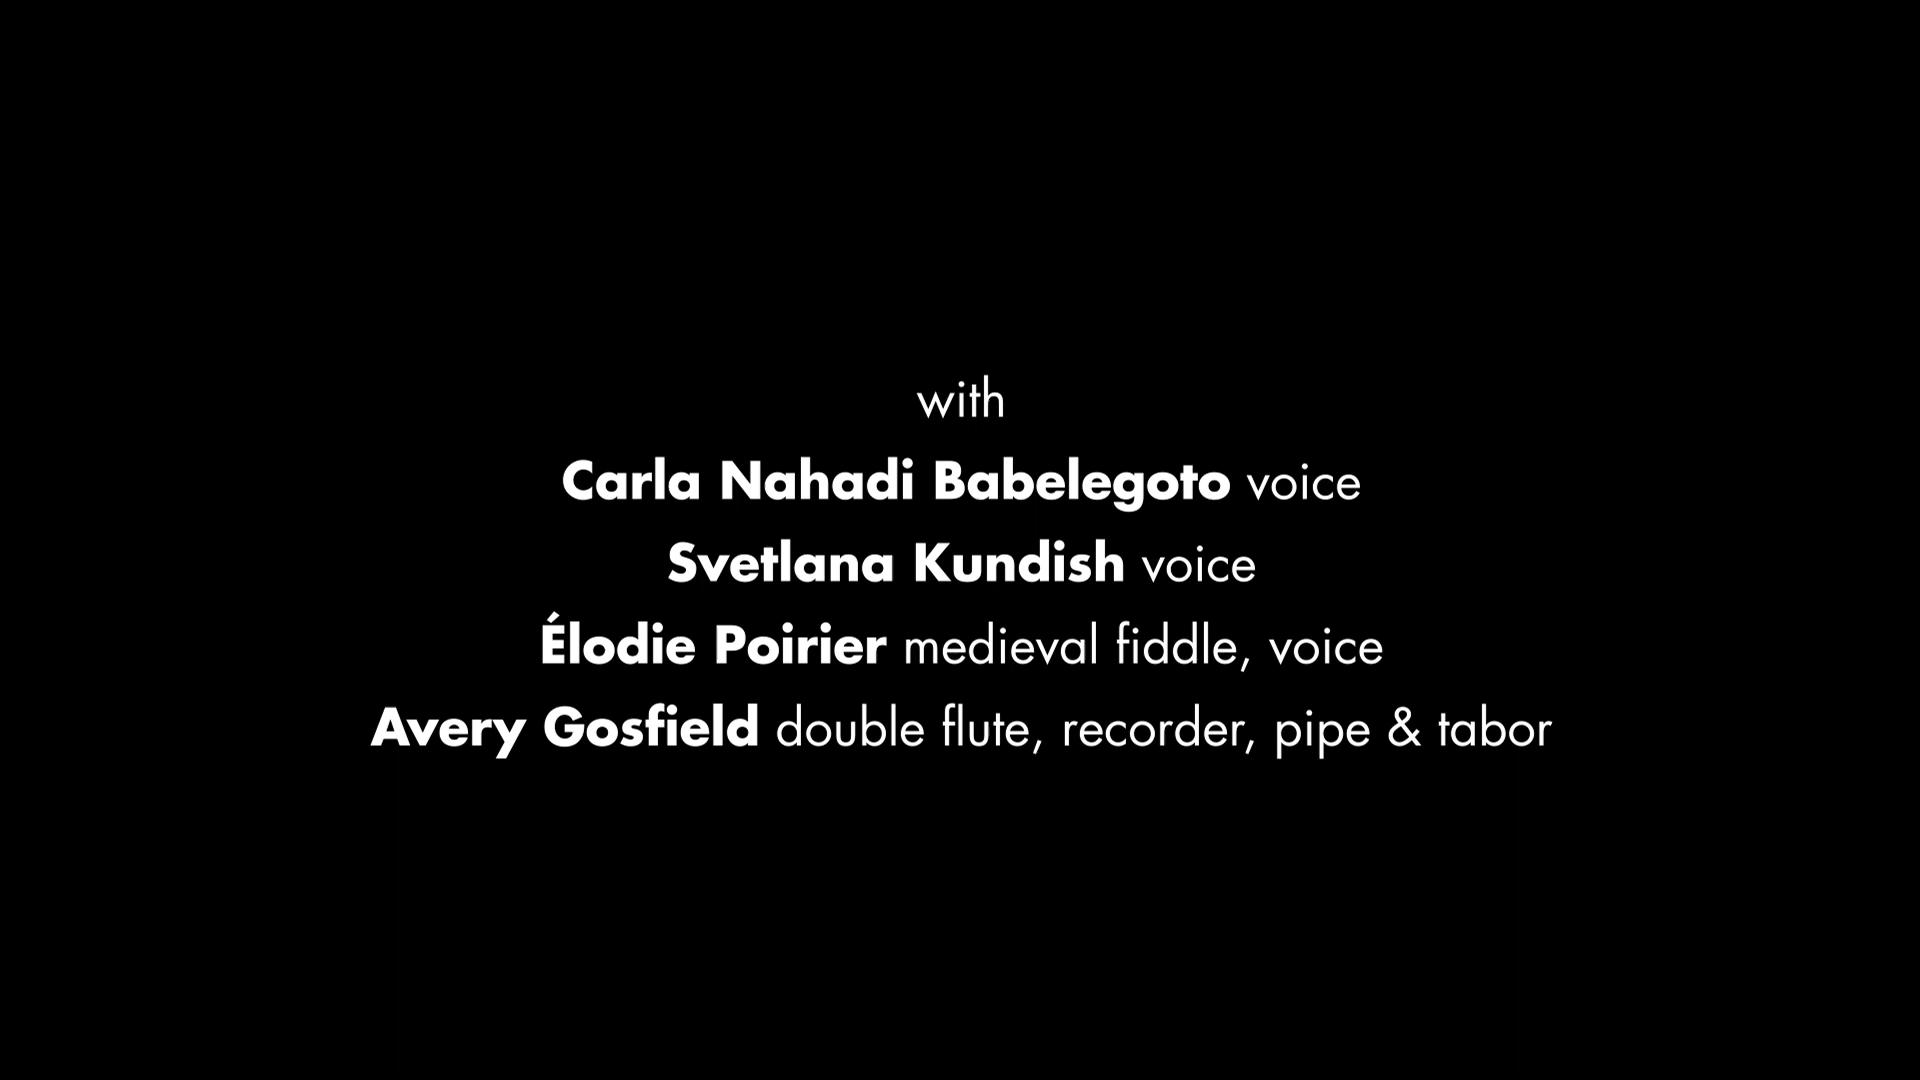 with
Carla Nahadi Babelegoto voice
Svetlana Kundish voice
Élodie Poirier medieval fiddle, voice
Avery Gosfield double flute, recorder, pipe & tabor